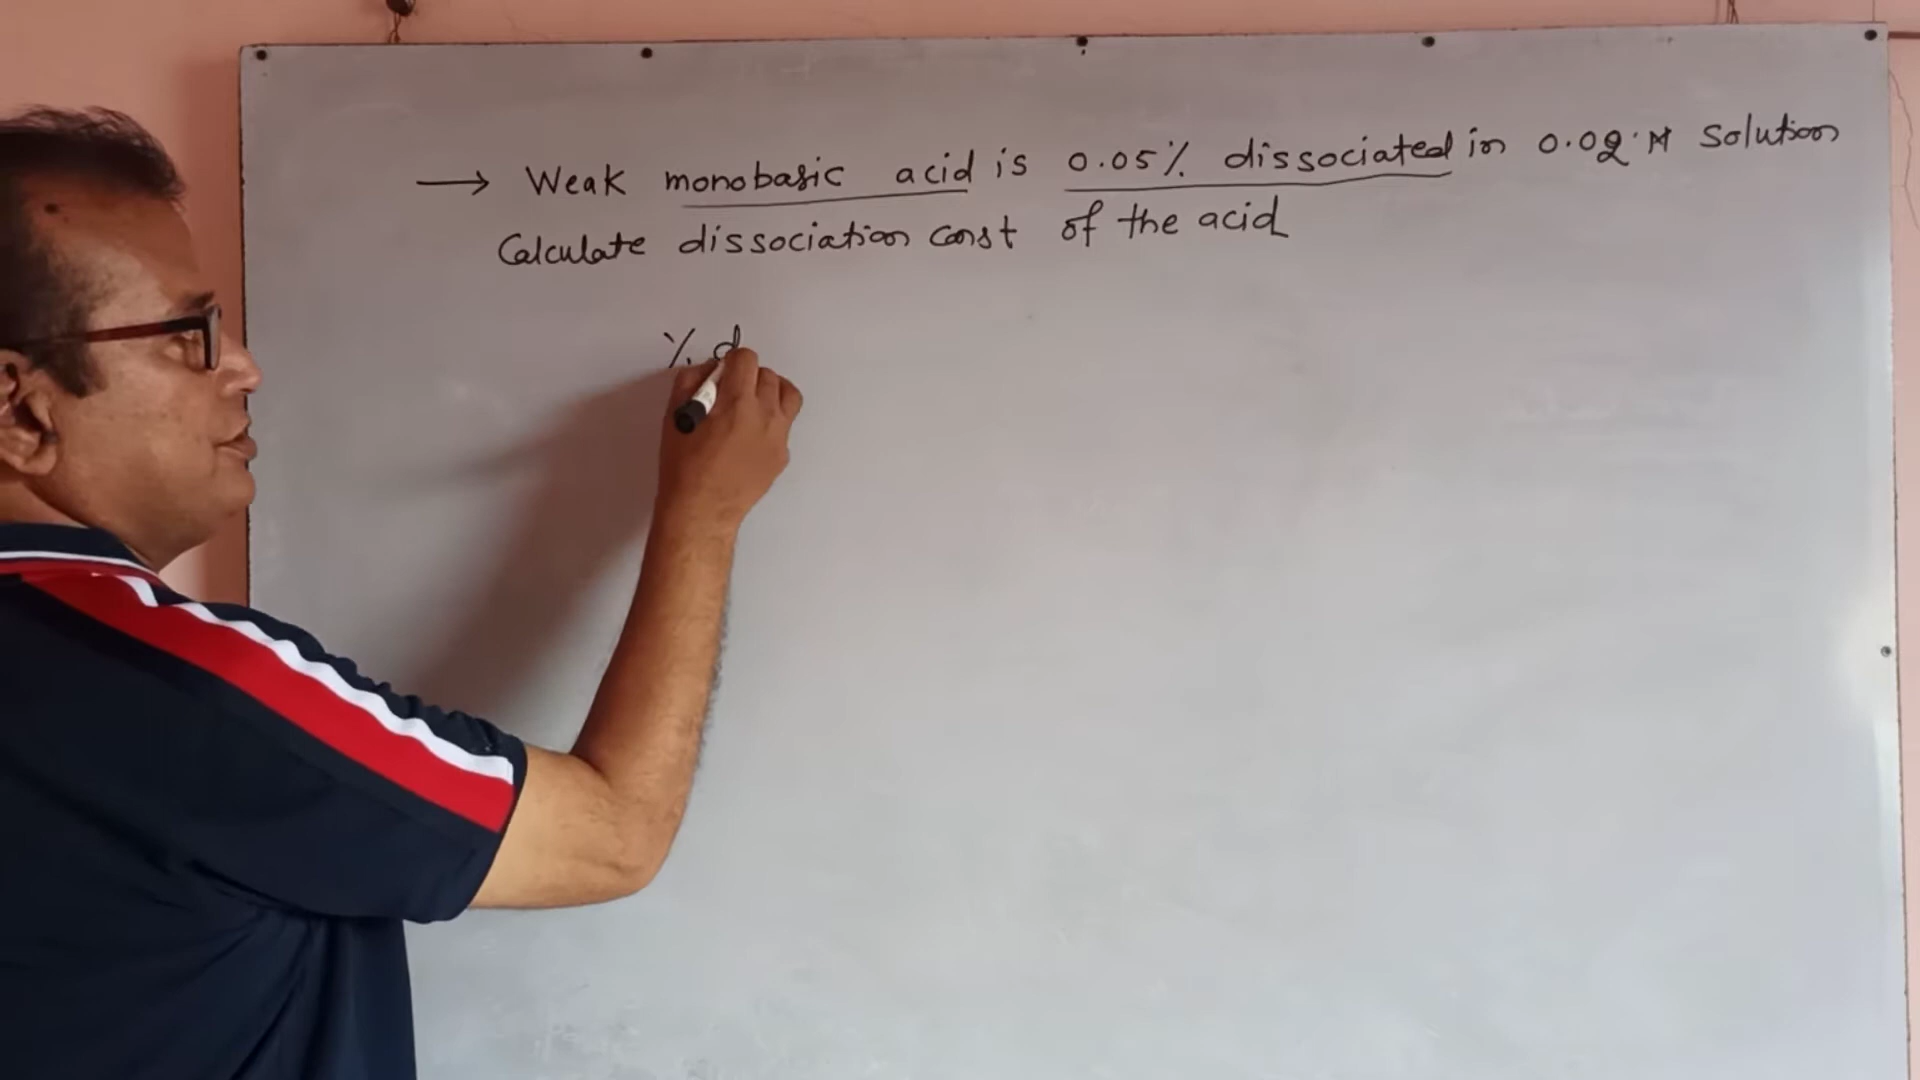 → Weak monobasic acid is 0.05% dissociated in 0.02 M solution
Calculate dissociation const of the acid
% d